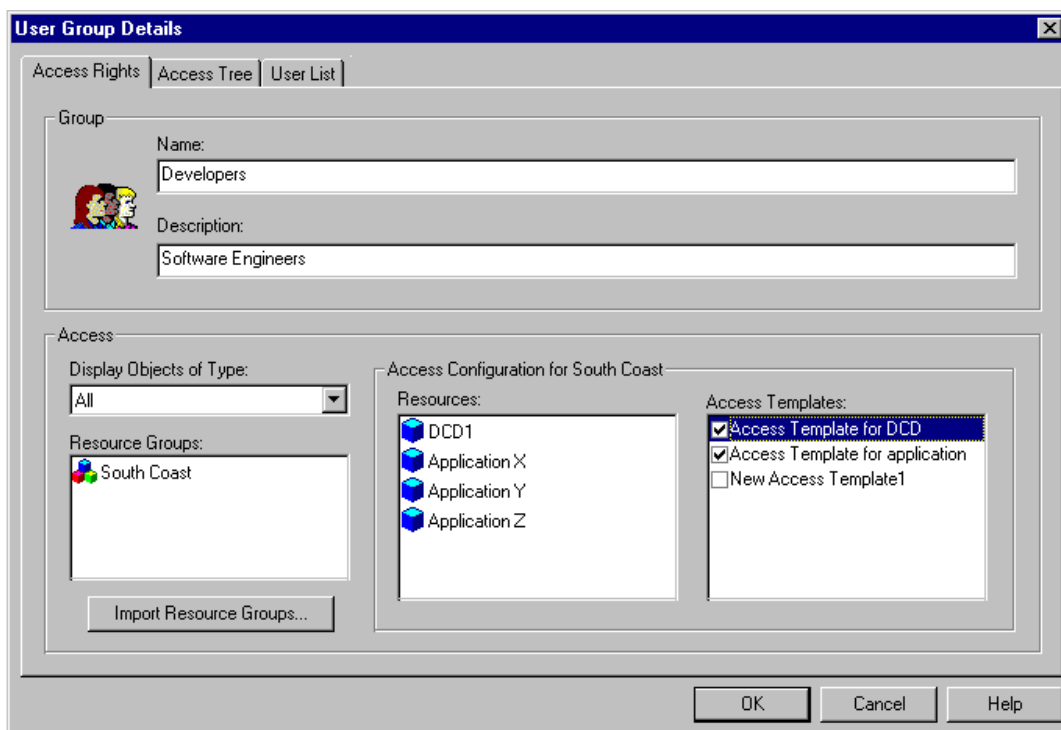 User Group Details
Access Rights
Access Tree
User List
Group
Name:
Developers
Description:
Software Engineers
Access
Display Objects of Type:
All
Resource Groups:
South Coast
Import Resource Groups...
Access Configuration for South Coast
Resources:
DCD1
Application X
Application Y
Application Z
Access Templates:
Access Template for DCD
Access Template for application
New Access Template1
OK
Cancel
Help